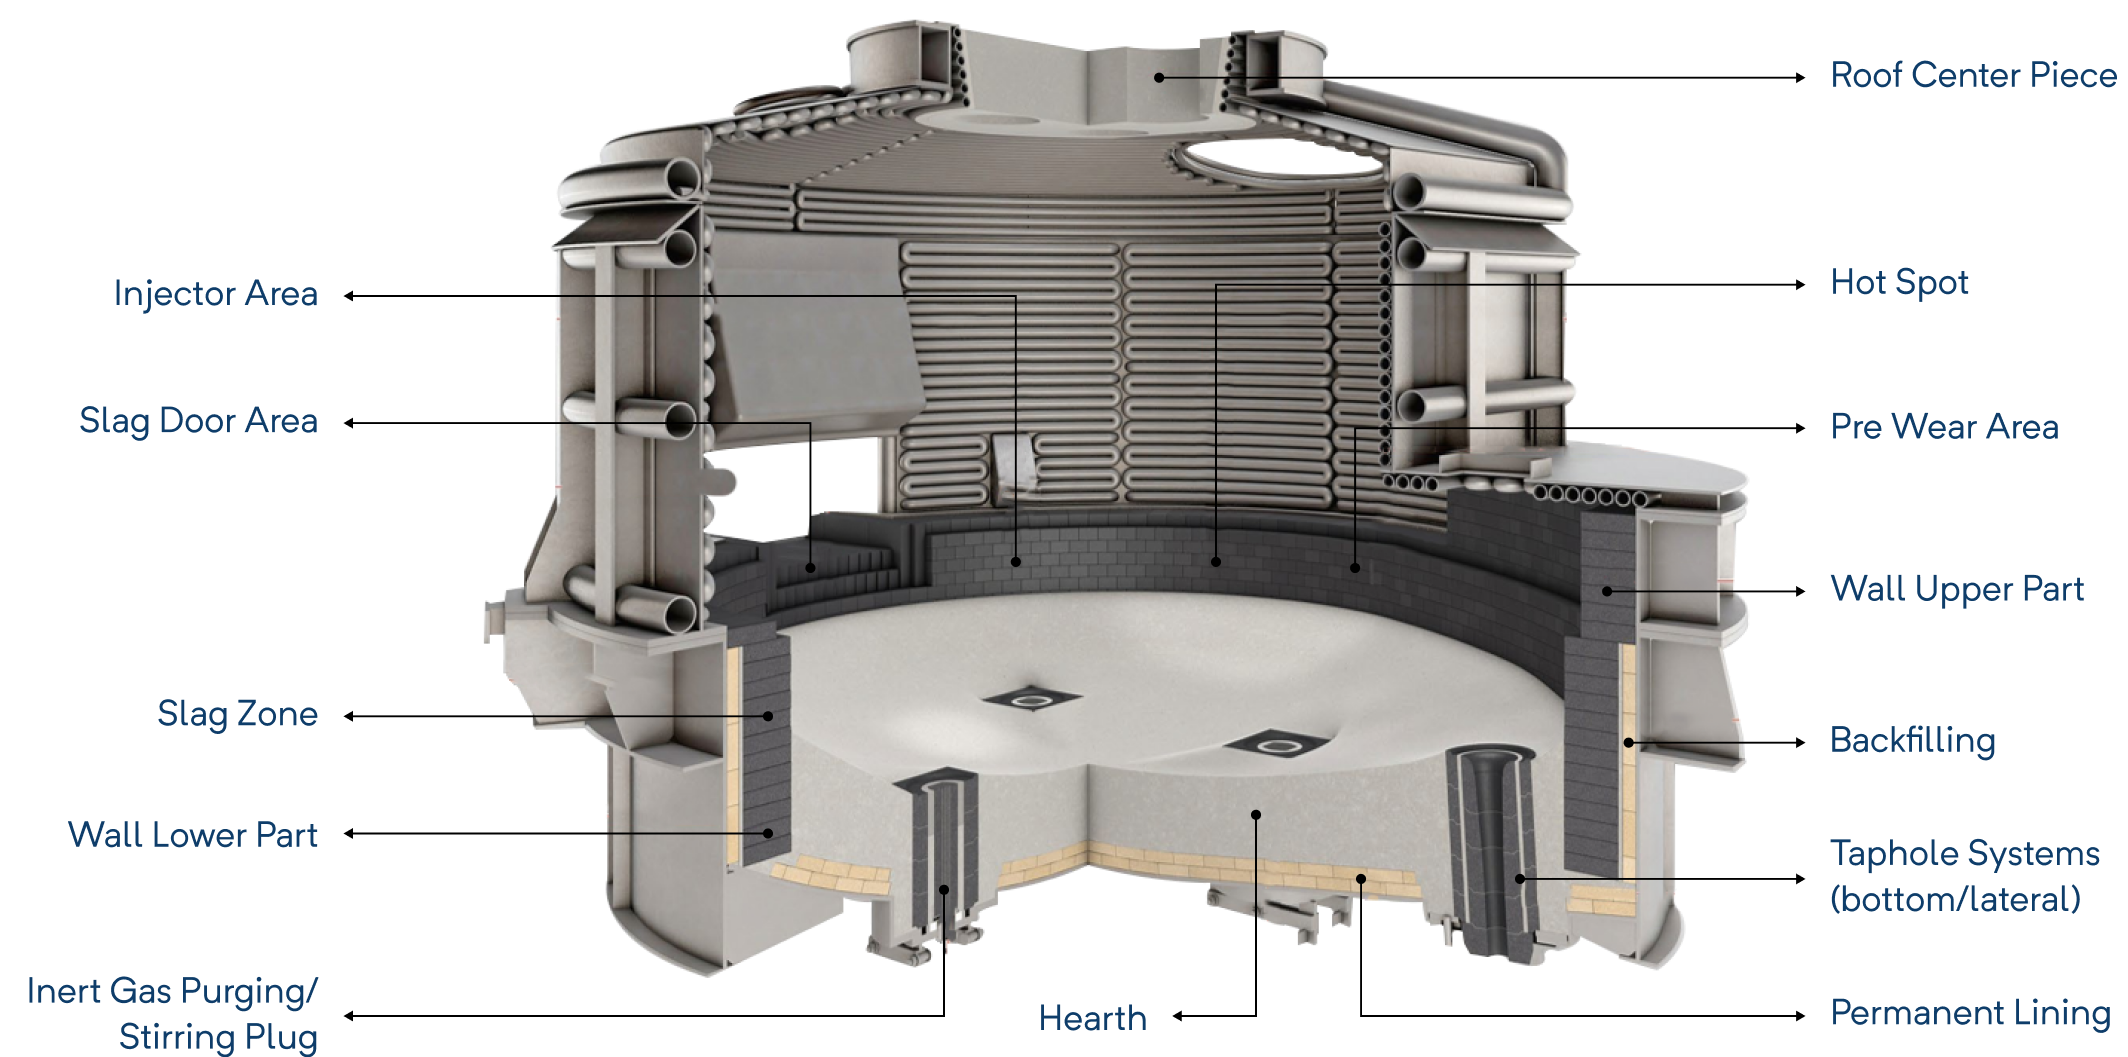 Roof Center Piece
Injector Area
Hot Spot
Slag Door Area
Pre Wear Area
Wall Upper Part
Slag Zone
Backfilling
Wall Lower Part
Taphole Systems
(bottom/lateral)
Inert Gas Purging/
Stirring Plug
Hearth
Permanent Lining